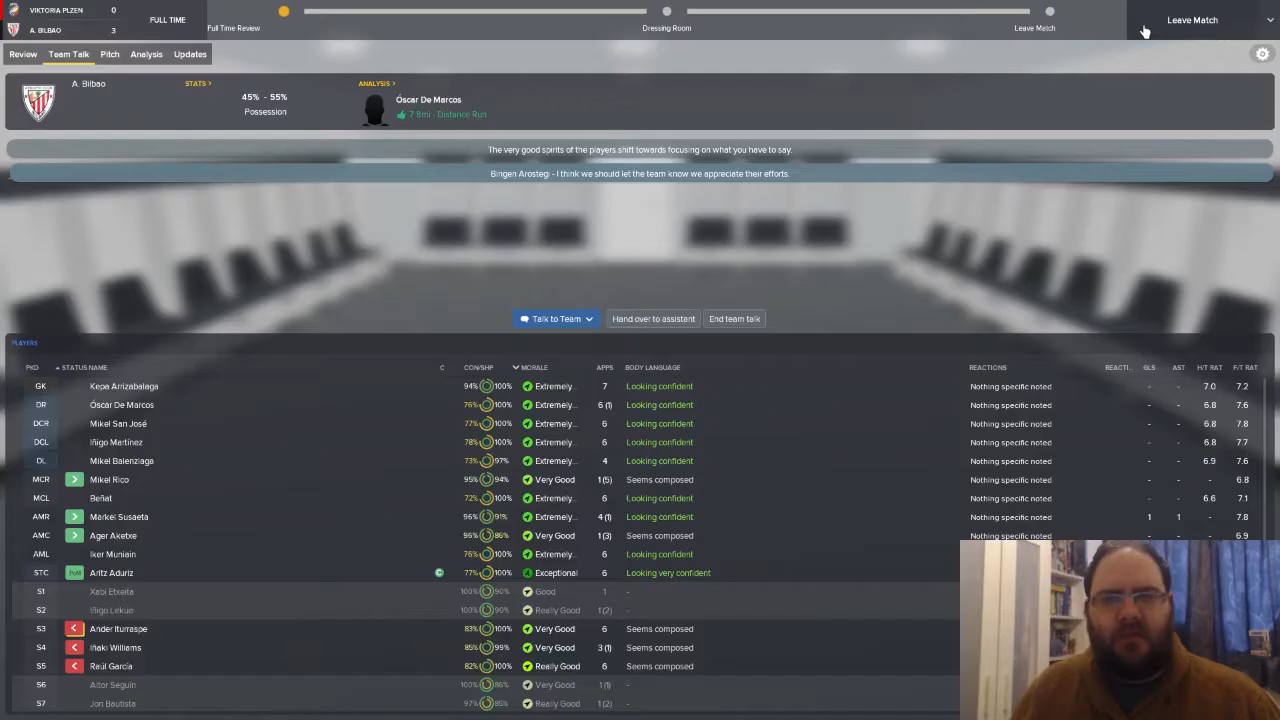 VIKTORIA PLZEN 0
A. BILBAO 3
FULL TIME
Full Time Review
Dressing Room
Leave Match
Leave Match
Review Team Talk Pitch Analysis Updates
A. Bilbao
STATS >
45% - 55%
Possession
ANALYSIS >
Óscar De Marcos
7.8mi - Distance Run
The very good spirits of the players shift towards focusing on what you have to say.
Bingen Arostegi - I think we should let the team know we appreciate their efforts.
Talk to Team Hand over to assistant End team talk
PLAYERS
PKD STATUS NAME C CON/SHP MORALE APPS BODY LANGUAGE REACTIONS REACTI... GLS AST H/T RAT F/T RAT
GK Kepa Arrizabalaga 94% 100% Extremely... 7 Looking confident Nothing specific noted - - 7.0 7.2
DR Óscar De Marcos 76% 100% Extremely... 6 (1) Looking confident Nothing specific noted - - 6.8 7.6
DCR Mikel San José 77% 100% Extremely... 6 Looking confident Nothing specific noted - - 6.8 7.8
DCL Iñigo Martínez 78% 100% Extremely... 6 Looking confident Nothing specific noted - - 6.8 7.7
DL Mikel Balenziaga 73% 97% Extremely... 4 Looking confident Nothing specific noted - - 6.9 7.6
MCR Mikel Rico 95% 94% Very Good 1 (5) Seems composed Nothing specific noted - - - 6.8
MCL Beñat 72% 100% Extremely... 6 Looking confident Nothing specific noted - - 6.6 7.1
AMR Markel Susaeta 96% 91% Extremely... 4 (1) Looking confident Nothing specific noted 1 1 - 7.8
AMC Ager Aketxe 96% 86% Very Good 1 (3) Seems composed Nothing specific noted - - - 6.9
AML Iker Muniain 76% 100% Extremely... 6 Looking confident
STC PoM Aritz Aduriz C 77% 100% Exceptional 6 Looking very confident
S1 Xabi Etxeita 100% 90% Good 1 -
S2 Iñigo Lekue 100% 90% Really Good 1 (2) -
S3 Ander Iturraspe 83% 100% Very Good 6 Seems composed
S4 Iñaki Williams 85% 99% Very Good 3 (1) Seems composed
S5 Raúl García 82% 100% Really Good 6 Seems composed
S6 Aitor Seguín 100% 86% Very Good 1 (1) -
S7 Jon Bautista 97% 85% Really Good 1 (2) -